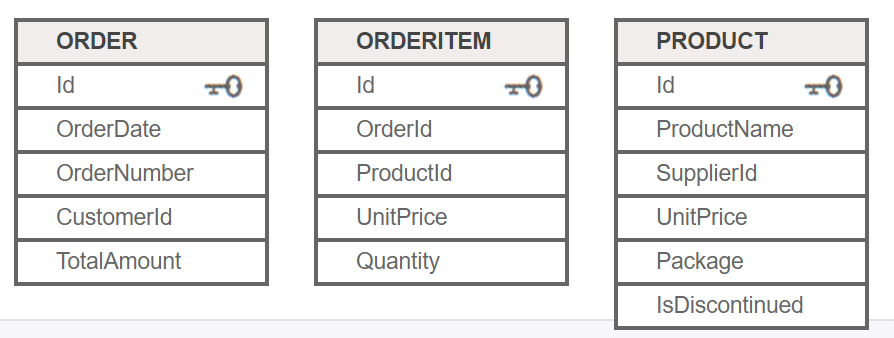 ORDER
Id
OrderDate
OrderNumber
CustomerId
TotalAmount
ORDERITEM
Id
OrderId
ProductId
UnitPrice
Quantity
PRODUCT
Id
ProductName
SupplierId
UnitPrice
Package
IsDiscontinued